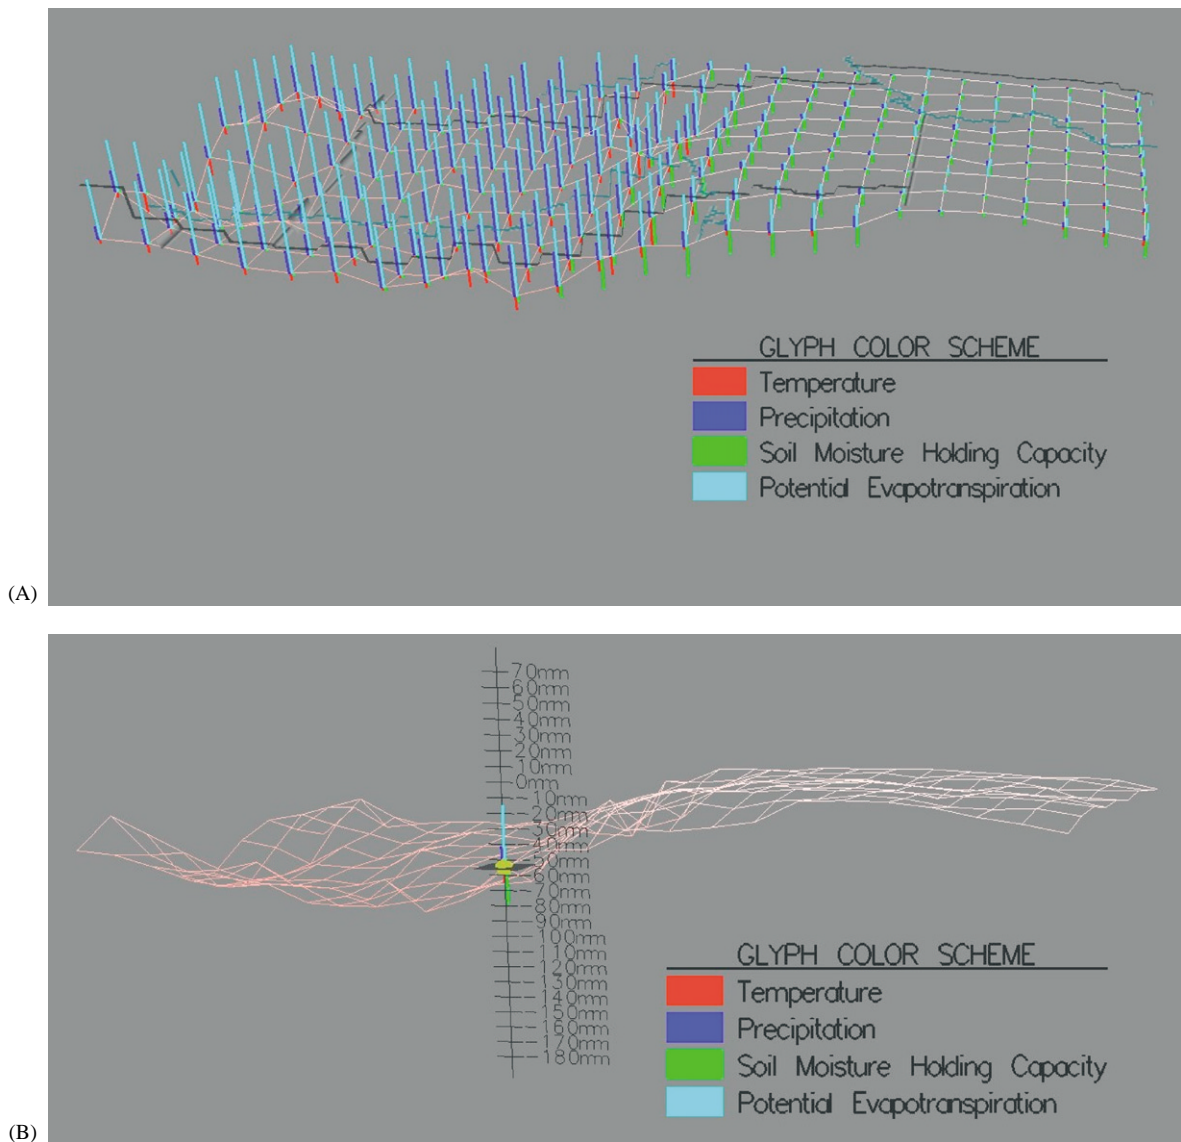 GLYPH COLOR SCHEME
Temperature
Precipitation
Soil Moisture Holding Capacity
Potential Evapotranspiration
(A)
70mm
60mm
50mm
40mm
30mm
20mm
10mm
0mm
-10mm
-20mm
-30mm
-40mm
-50mm
-60mm
-70mm
-80mm
-90mm
-100mm
-110mm
-120mm
-130mm
-140mm
-150mm
-160mm
-170mm
-180mm
GLYPH COLOR SCHEME
Temperature
Precipitation
Soil Moisture Holding Capacity
Potential Evapotranspiration
(B)